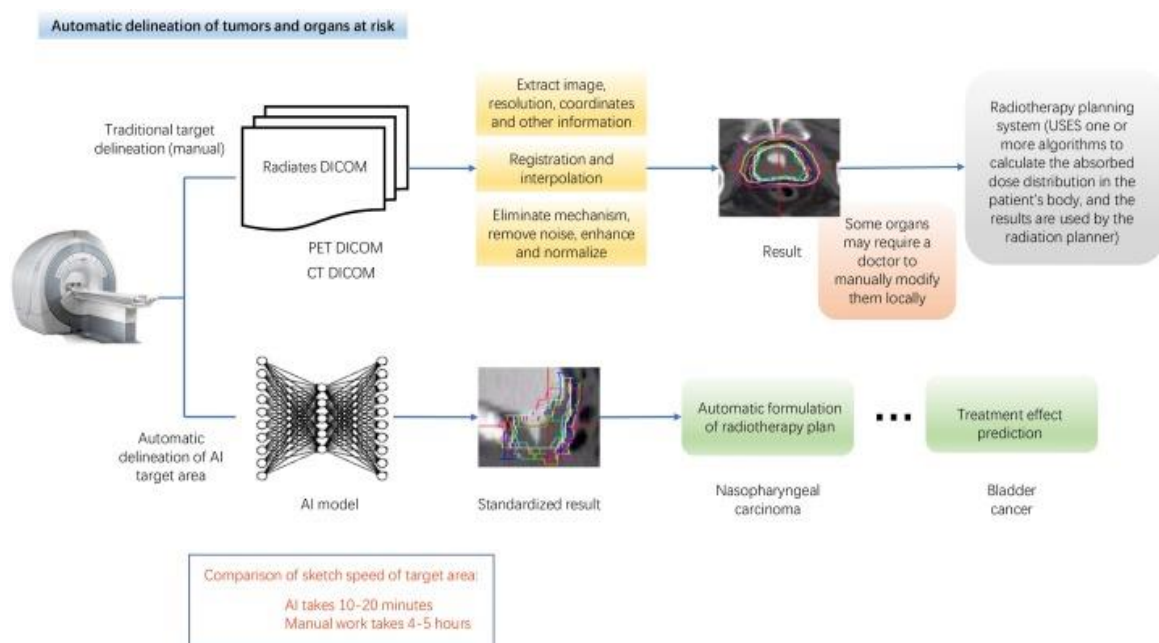 Automatic delineation of tumors and organs at risk
Traditional target
delineation (manual)
Radiates DICOM
PET DICOM
CT DICOM
Extract image,
resolution, coordinates
and other information
Registration and
interpolation
Eliminate mechanism,
remove noise, enhance
and normalize
Result
Some organs
may require a
doctor to
manually modify
them locally
Radiotherapy planning
system (USES one or
more algorithms to
calculate the absorbed
dose distribution in the
patient's body, and the
results are used by the
radiation planner)
Automatic
delineation of AI
target area
AI model
Standardized result
Automatic formulation
of radiotherapy plan
Nasopharyngeal
carcinoma
Treatment effect
prediction
Bladder
cancer
Comparison of sketch speed of target area:
AI takes 10-20 minutes
Manual work takes 4-5 hours